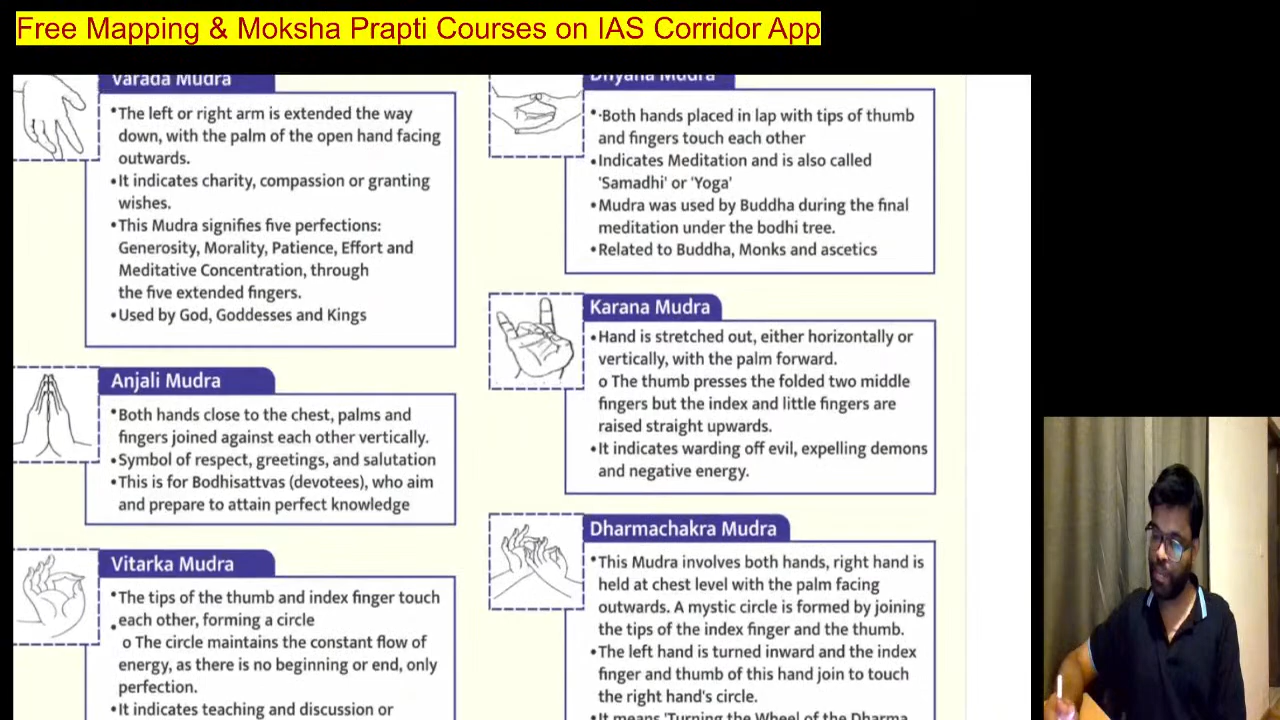 Free Mapping & Moksha Prapti Courses on IAS Corridor App
Varada Mudra
•The left or right arm is extended the way
down, with the palm of the open hand facing
outwards.
•It indicates charity, compassion or granting
wishes.
•This Mudra signifies five perfections:
Generosity, Morality, Patience, Effort and
Meditative Concentration, through
the five extended fingers.
•Used by God, Goddesses and Kings
Anjali Mudra
•Both hands close to the chest, palms and
fingers joined against each other vertically.
•Symbol of respect, greetings, and salutation
•This is for Bodhisattvas (devotees), who aim
and prepare to attain perfect knowledge
Vitarka Mudra
•The tips of the thumb and index finger touch
each other, forming a circle
•
o The circle maintains the constant flow of
energy, as there is no beginning or end, only
perfection.
•It indicates teaching and discussion or
Dhyana Mudra
•·Both hands placed in lap with tips of thumb
and fingers touch each other
•Indicates Meditation and is also called
'Samadhi' or 'Yoga'
•Mudra was used by Buddha during the final
meditation under the bodhi tree.
•Related to Buddha, Monks and ascetics
Karana Mudra
•Hand is stretched out, either horizontally or
vertically, with the palm forward.
o The thumb presses the folded two middle
fingers but the index and little fingers are
raised straight upwards.
•It indicates warding off evil, expelling demons
and negative energy.
Dharmachakra Mudra
•This Mudra involves both hands, right hand is
held at chest level with the palm facing
outwards. A mystic circle is formed by joining
the tips of the index finger and the thumb.
•The left hand is turned inward and the index
finger and thumb of this hand join to touch
the right hand's circle.
•It means 'Turning the Wheel of the Dharma